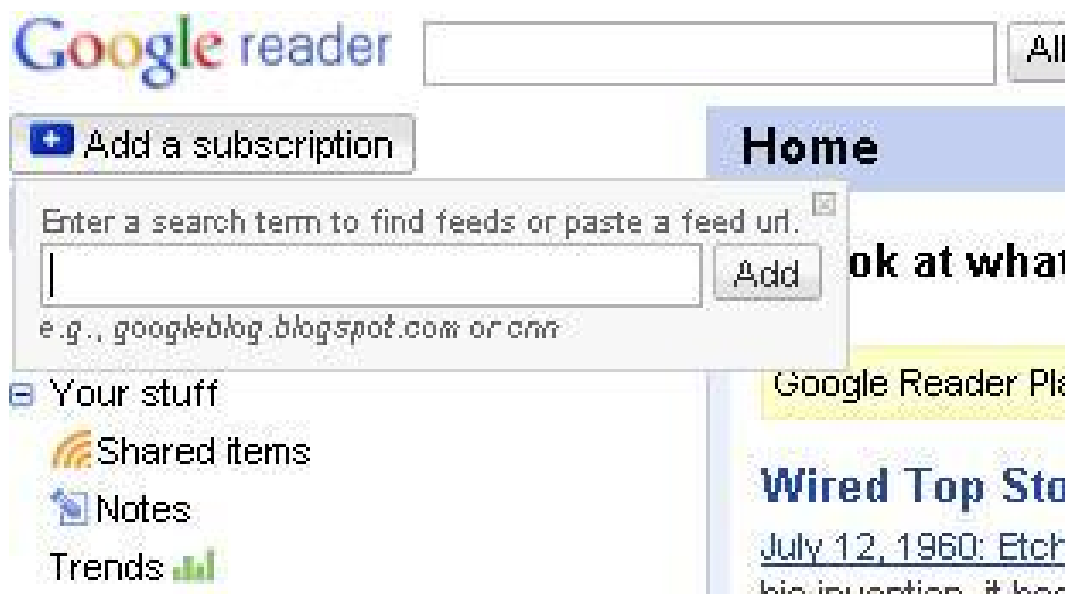 Google reader
All
Add a subscription
Home
Enter a search term to find feeds or paste a feed url.
Add
ok at what
e.g., googleblog.blogspot.com or cnn
Your stuff
Google Reader Pla
Shared items
Wired Top Sto
Notes
July 12, 1960: Etch
Trends